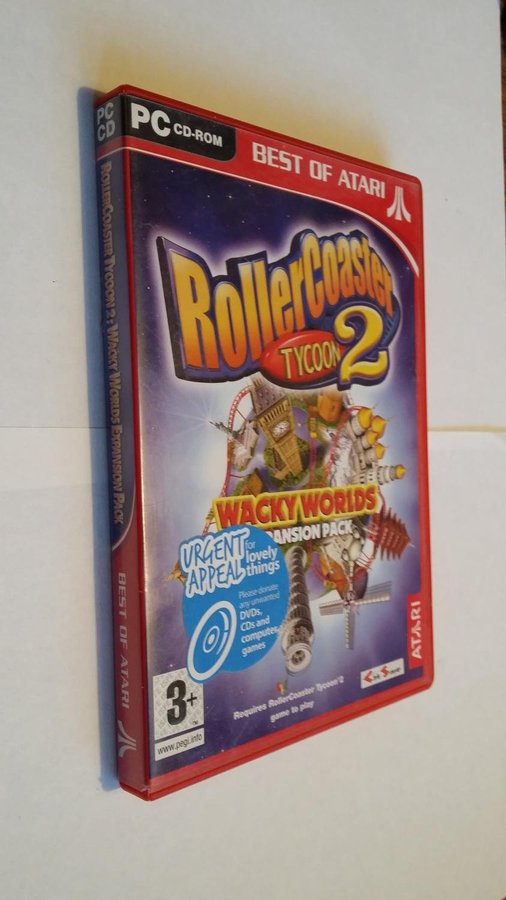 PC CD-ROM
BEST OF ATARI
RollerCoaster
TYCOON 2
WACKY WORLDS
PANSION PACK
URGENT
APPEAL
for
lovely
things
Please donate
any unwanted
DVDs,
CDs and
computer
games
3+
™
www.pegi.info
Requires RollerCoaster Tycoon 2
game to play
ATARI
PC
CD
ROLLERCOASTER TYCOON 2: WACKY WORLDS EXPANSION PACK
BEST OF ATARI